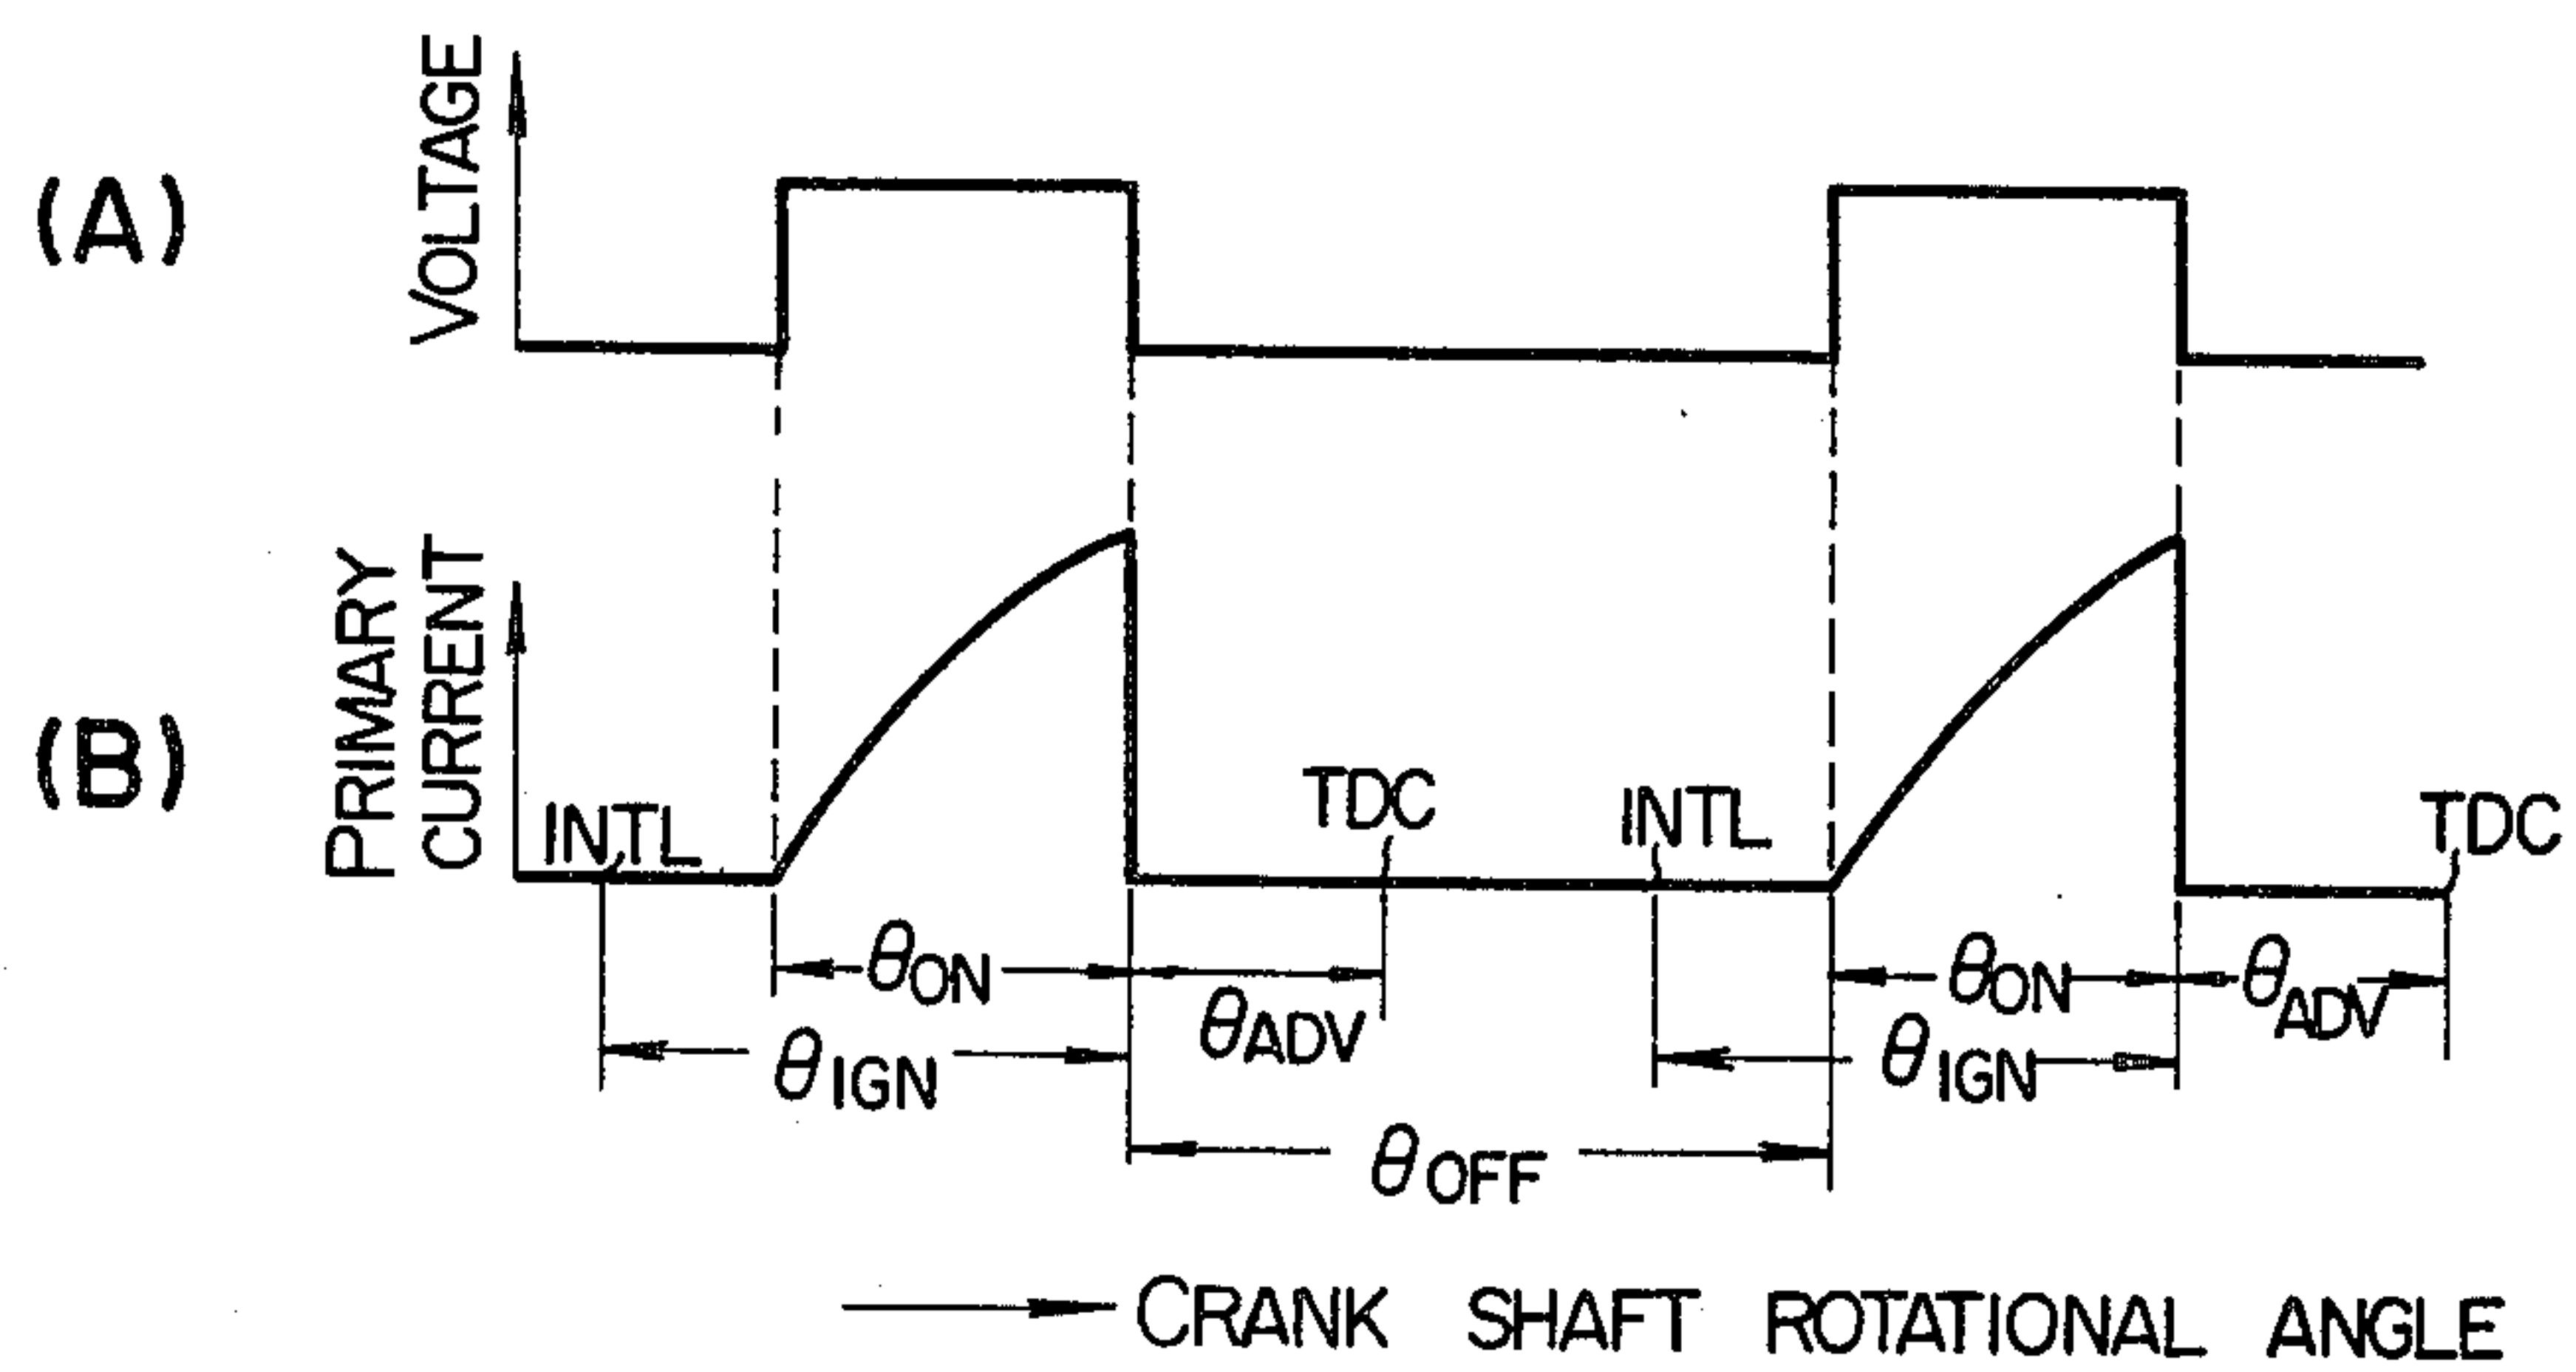 (A)
VOLTAGE
(B)
PRIMARY
CURRENT
INTL
TDC
INTL
TDC
θON
θADV
θON
θADV
θIGN
θIGN
θOFF
CRANK SHAFT ROTATIONAL ANGLE